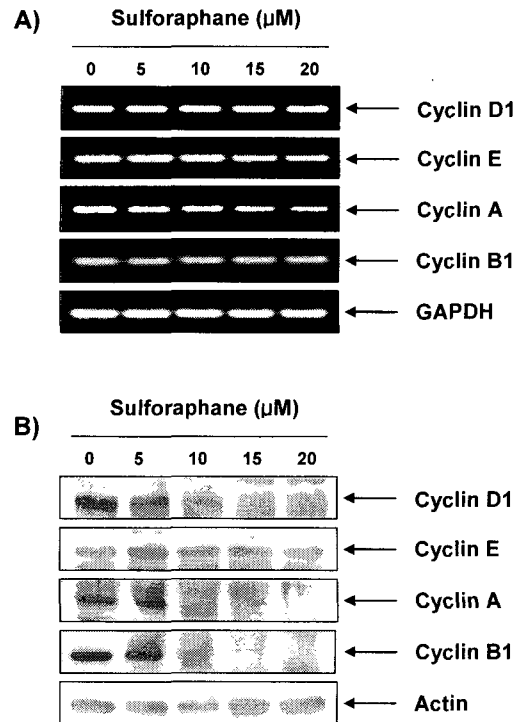 A)
Sulforaphane (µM)
0 5 10 15 20
Cyclin D1
Cyclin E
Cyclin A
Cyclin B1
GAPDH
B)
Sulforaphane (µM)
0 5 10 15 20
Cyclin D1
Cyclin E
Cyclin A
Cyclin B1
Actin